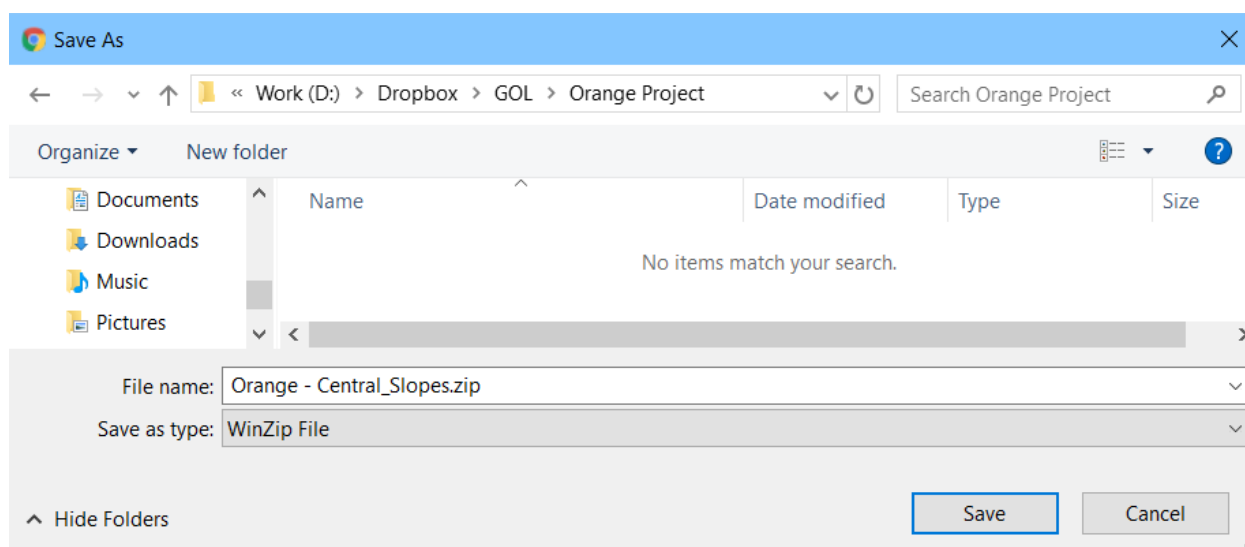 Save As
« Work (D:) > Dropbox > GOL > Orange Project
Search Orange Project
Organize
New folder
?
Documents
Downloads
Music
Pictures
Name
Date modified
Type
Size
No items match your search.
File name: Orange - Central_Slopes.zip
Save as type: WinZip File
Hide Folders
Save
Cancel